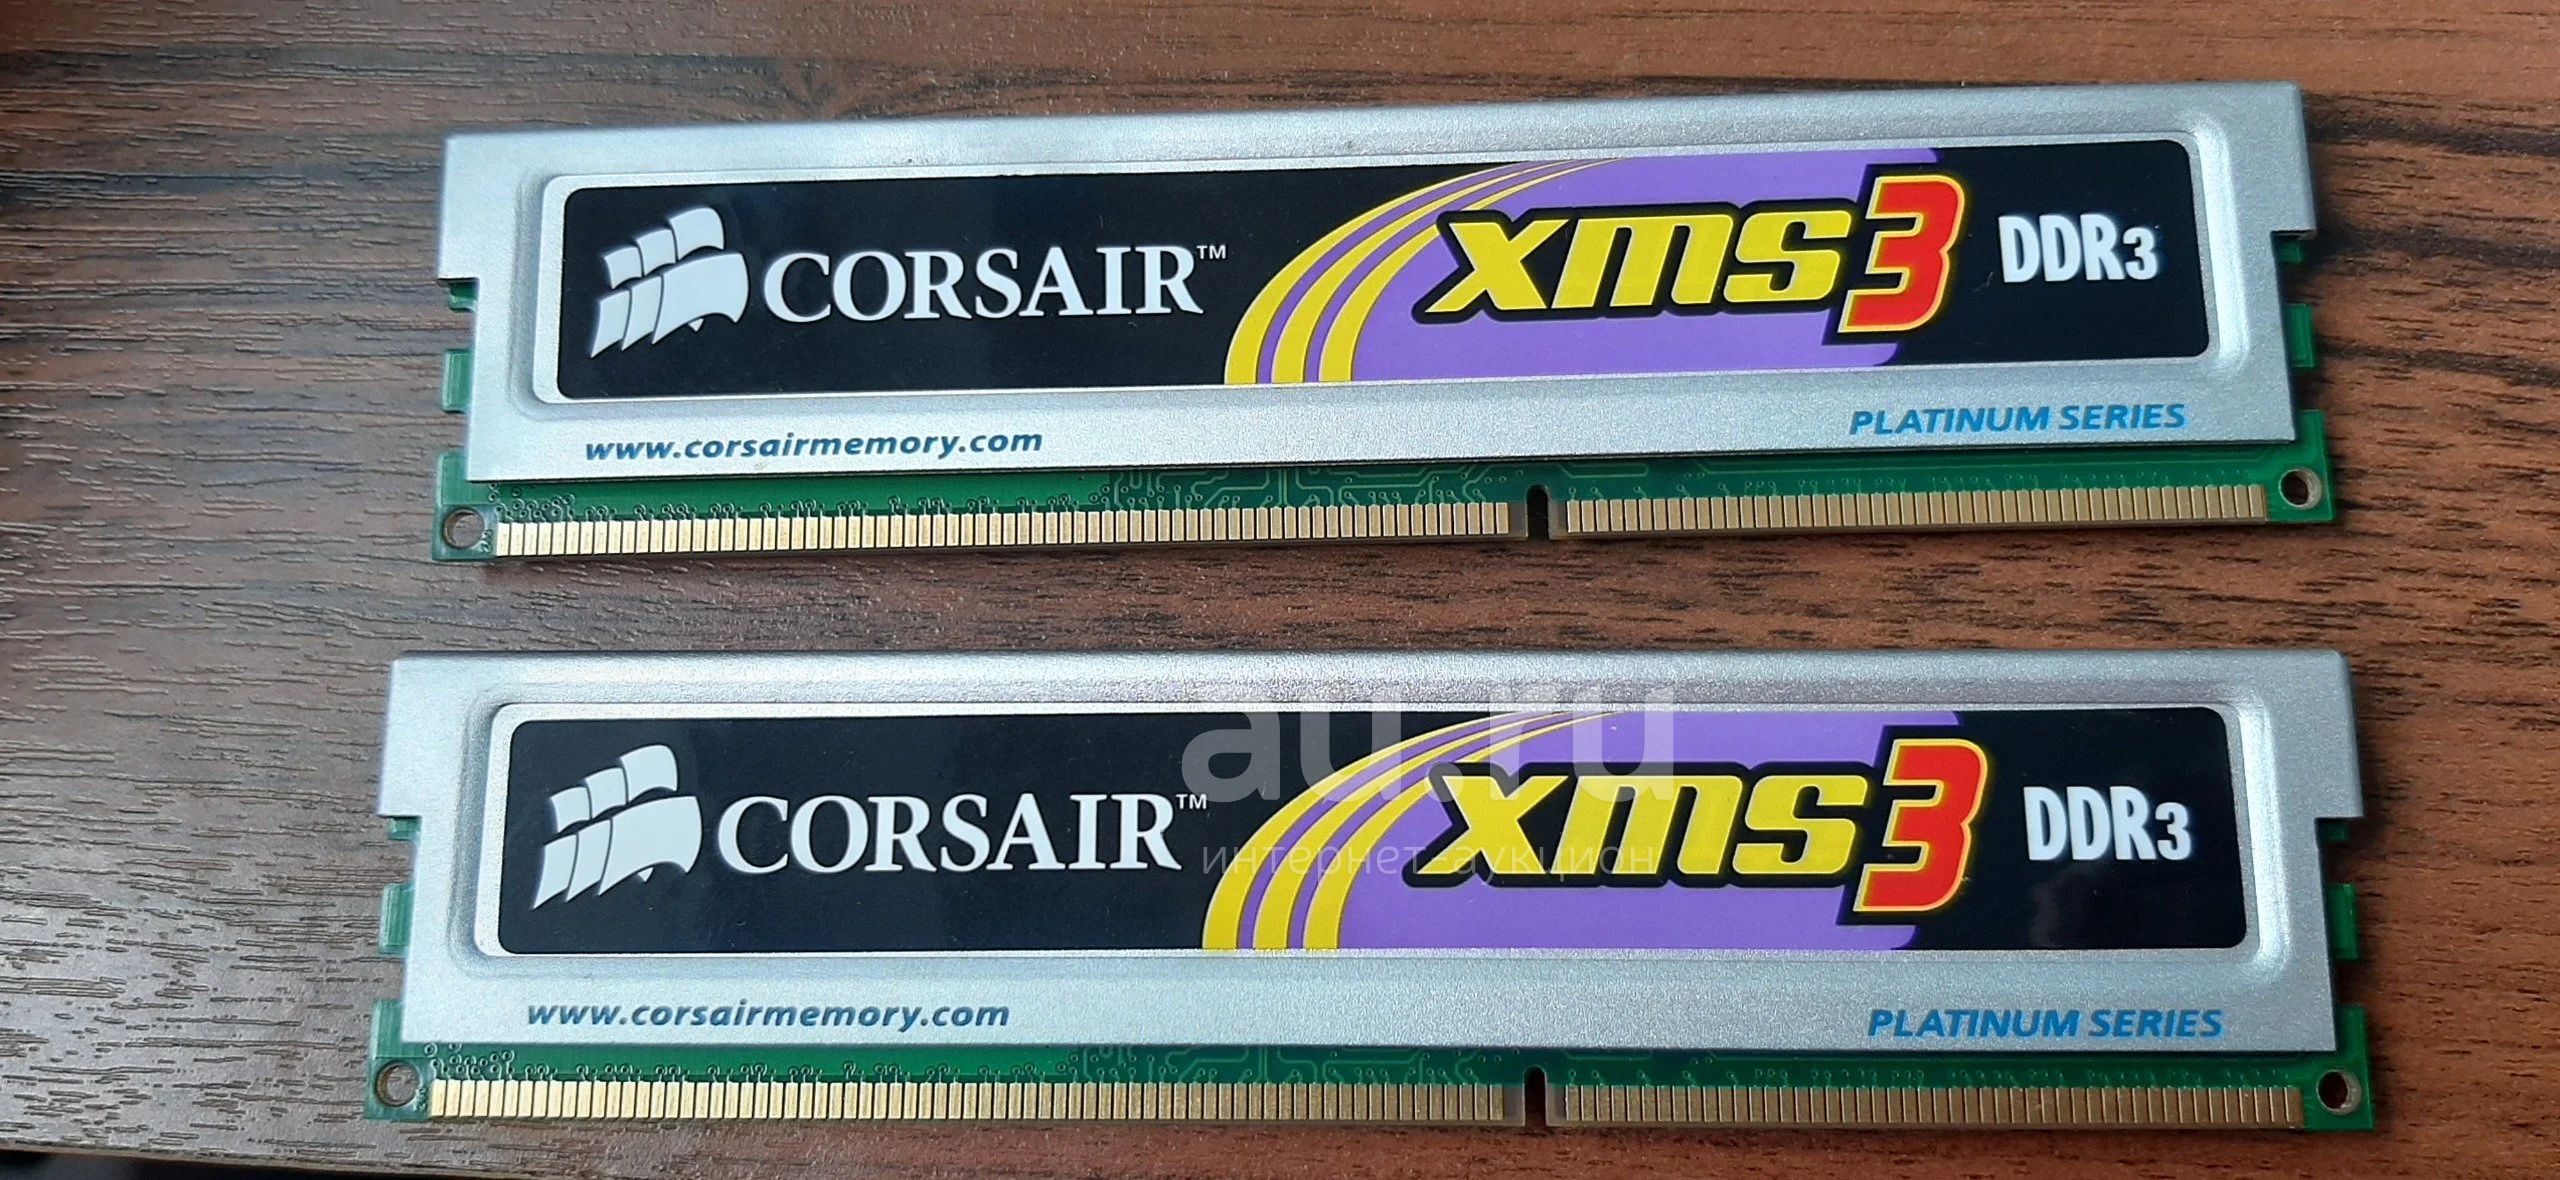 CORSAIR™ xms3 DDR3
www.corsairmemory.com PLATINUM SERIES
au.ru
CORSAIR™ xms3 DDR3
интернет-аукцион
www.corsairmemory.com PLATINUM SERIES